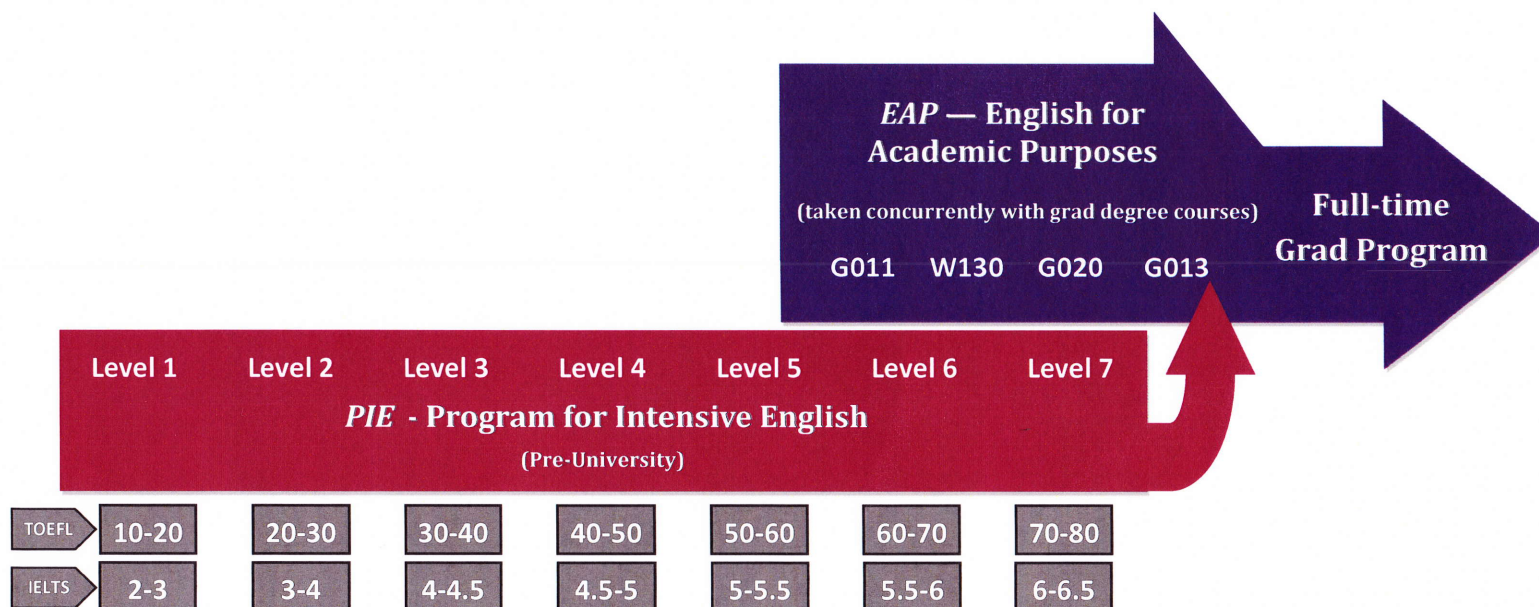 EAP — English for
Academic Purposes
(taken concurrently with grad degree courses)
G011 W130 G020 G013
Full-time
Grad Program
Level 1 Level 2 Level 3 Level 4 Level 5 Level 6 Level 7
PIE - Program for Intensive English
(Pre-University)
TOEFL 10-20 20-30 30-40 40-50 50-60 60-70 70-80
IELTS 2-3 3-4 4-4.5 4.5-5 5-5.5 5.5-6 6-6.5